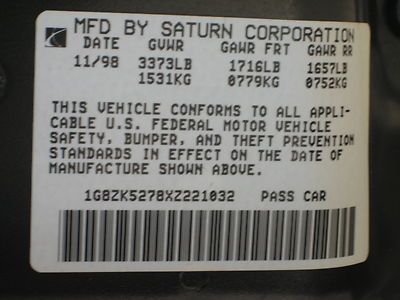 MFD BY SATURN CORPORATION
DATE GVWR GAWR FRT GAWR RR
11/98 3373LB 1716LB 1657LB
1531KG 0779KG 0752KG
THIS VEHICLE CONFORMS TO ALL APPLI-
CABLE U.S. FEDERAL MOTOR VEHICLE
SAFETY, BUMPER, AND THEFT PREVENTION
STANDARDS IN EFFECT ON THE DATE OF
MANUFACTURE SHOWN ABOVE.
1G8ZK5278XZ221032 PASS CAR